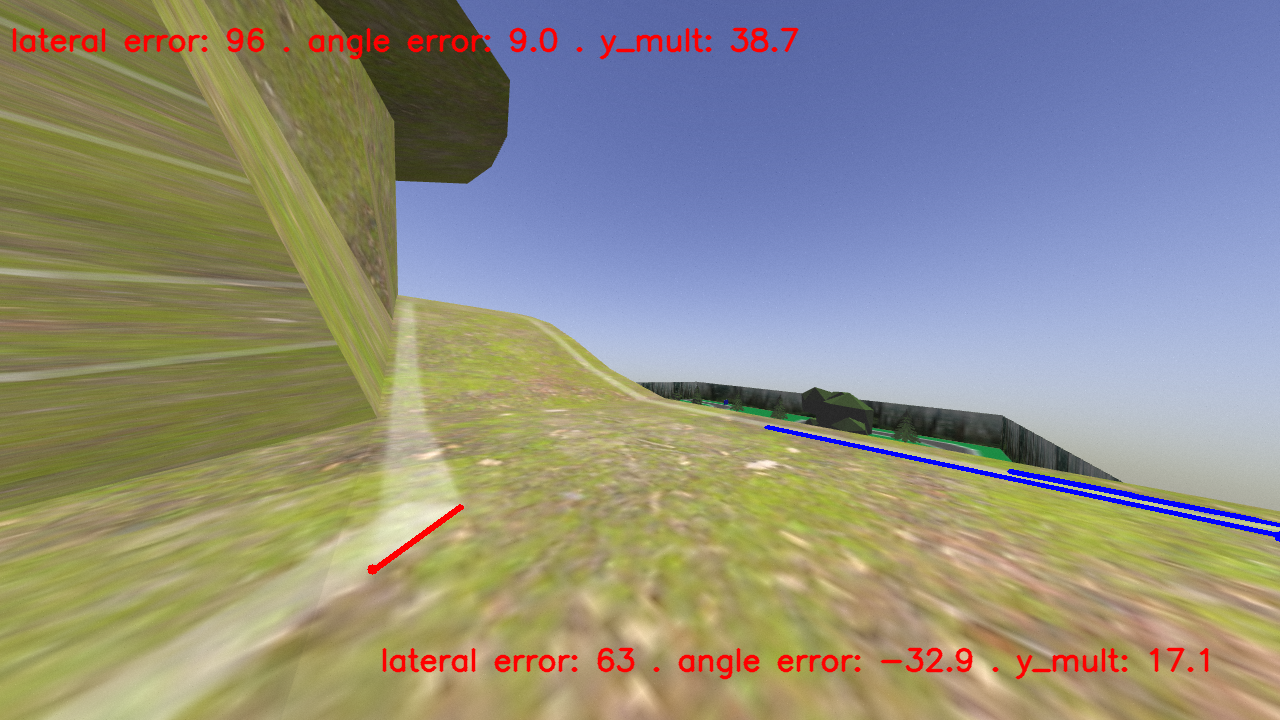 lateral error: 96 . angle error: 9.0 . y_mult: 38.7
lateral error: 63 . angle error: -32.9 . y_mult: 17.1